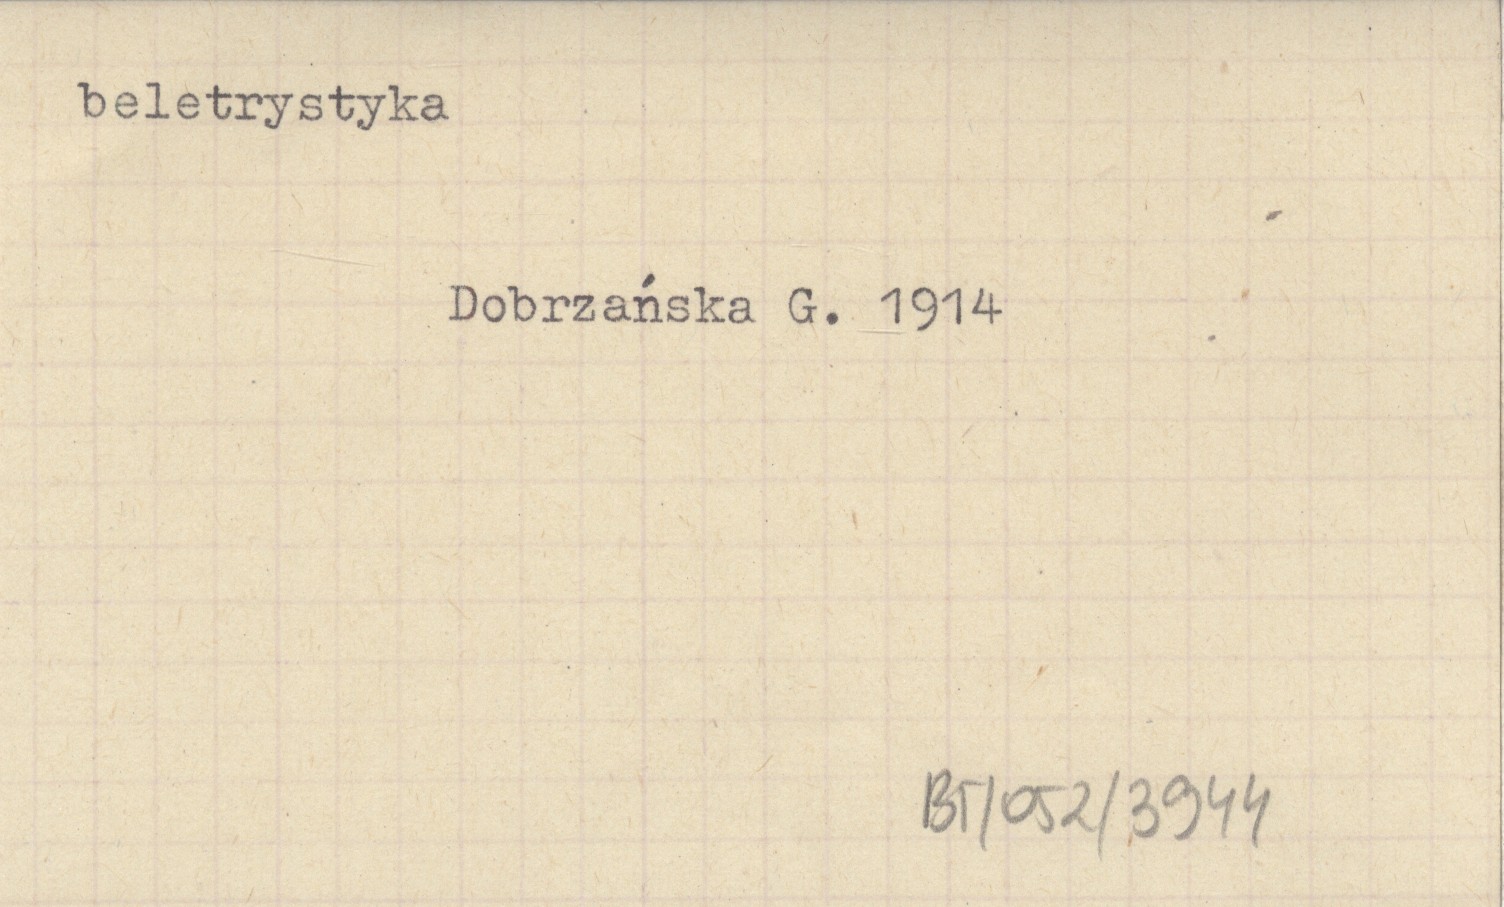 beletrystyka
Dobrzańska G. 1914
BT/052/3944